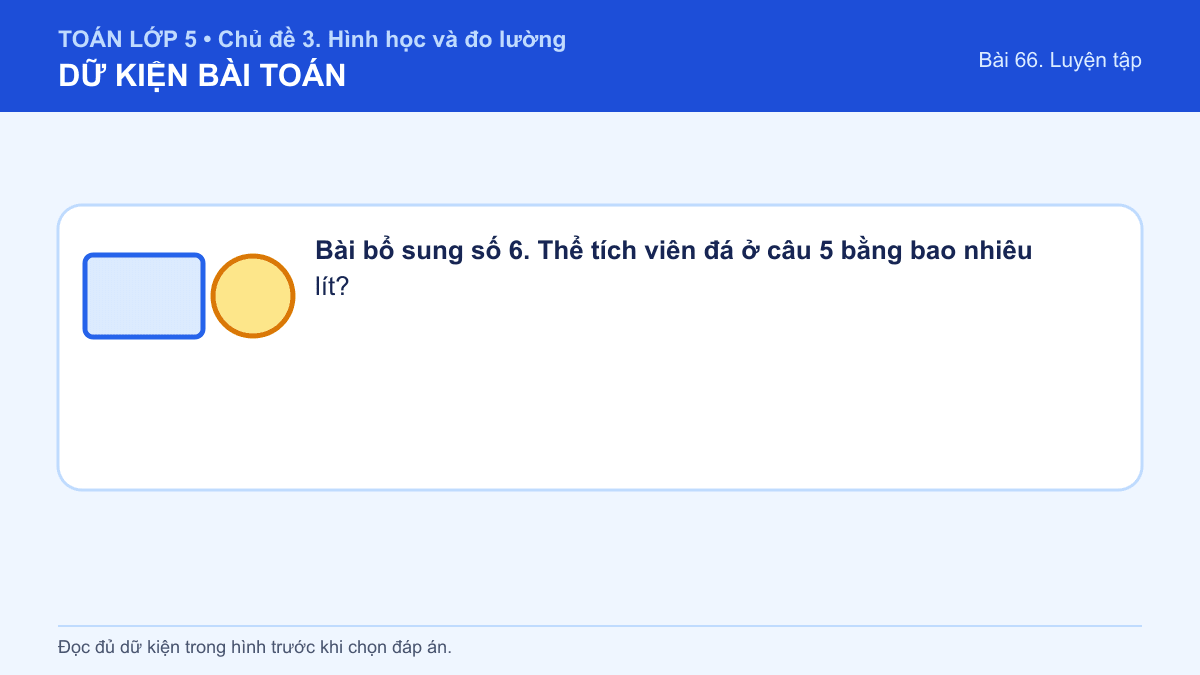 TOÁN LỚP 5 • Chủ đề 3. Hình học và đo lường
DỮ KIỆN BÀI TOÁN
Bài 66. Luyện tập
Bài bổ sung số 6. Thể tích viên đá ở câu 5 bằng bao nhiêu
lít?
Đọc đủ dữ kiện trong hình trước khi chọn đáp án.